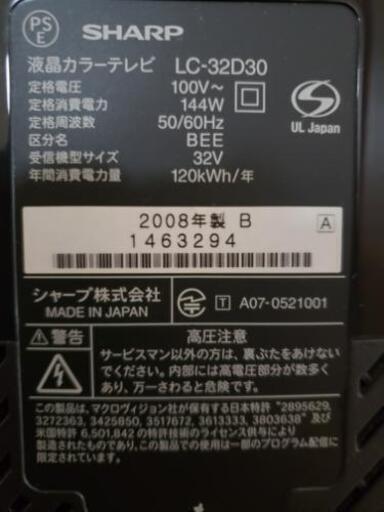 PS
E
SHARP
液晶カラーテレビ LC-32D30
定格電圧 100V～
定格消費電力 144W
定格周波数 50/60Hz
区分名 BEE
受信機型サイズ 32V
年間消費電力量 120kWh/年
UL Japan
2008年製 B
A
1463294
シャープ株式会社
MADE IN JAPAN
T A07-0521001
警告 高圧注意
サービスマン以外の方は、裏ぶたをあけない
でください。内部には高電圧部分が数多く
あり、万一さわると危険です。
この製品は、マクロヴィジョン社が保有する日本特許 "2895629,
3272363, 3425850, 3517672, 3613333, 3803638" 及び
米国特許 6,501,842 の特許技術のライセンス供与により
製造されたものであり、この技術の使用は一部のプログラム配信に
限定されています。